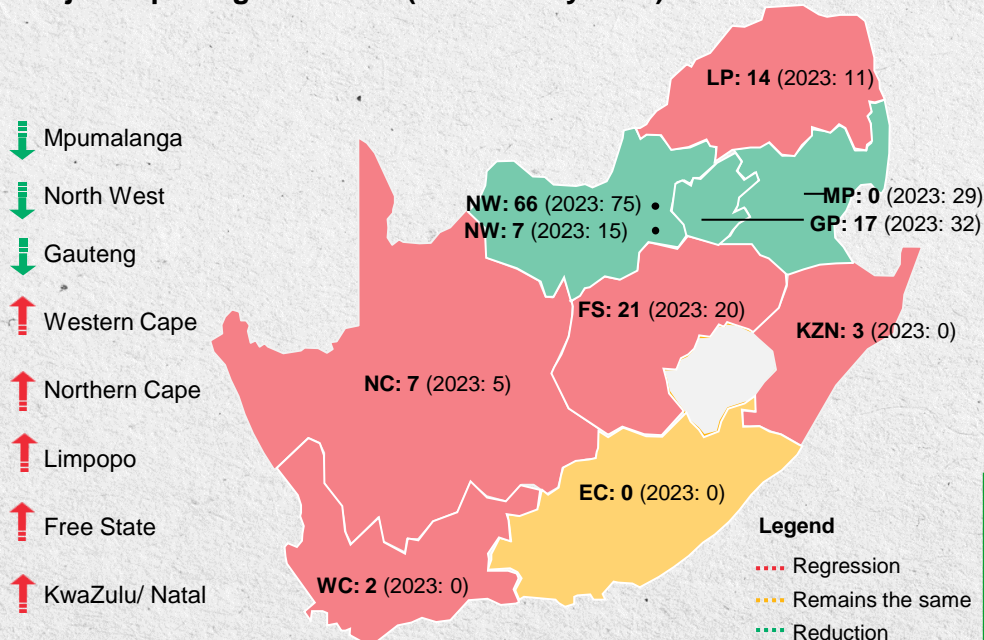 LP: 14 (2023: 11)
Mpumalanga
North West
Gauteng
Western Cape
Northern Cape
Limpopo
Free State
KwaZulu/ Natal
NW: 66 (2023: 75)
NW: 7 (2023: 15)
MP: 0 (2023: 29)
GP: 17 (2023: 32)
FS: 21 (2023: 20)
KZN: 3 (2023: 0)
NC: 7 (2023: 5)
EC: 0 (2023: 0)
WC: 2 (2023: 0)
Legend
Regression
Remains the same
Reduction